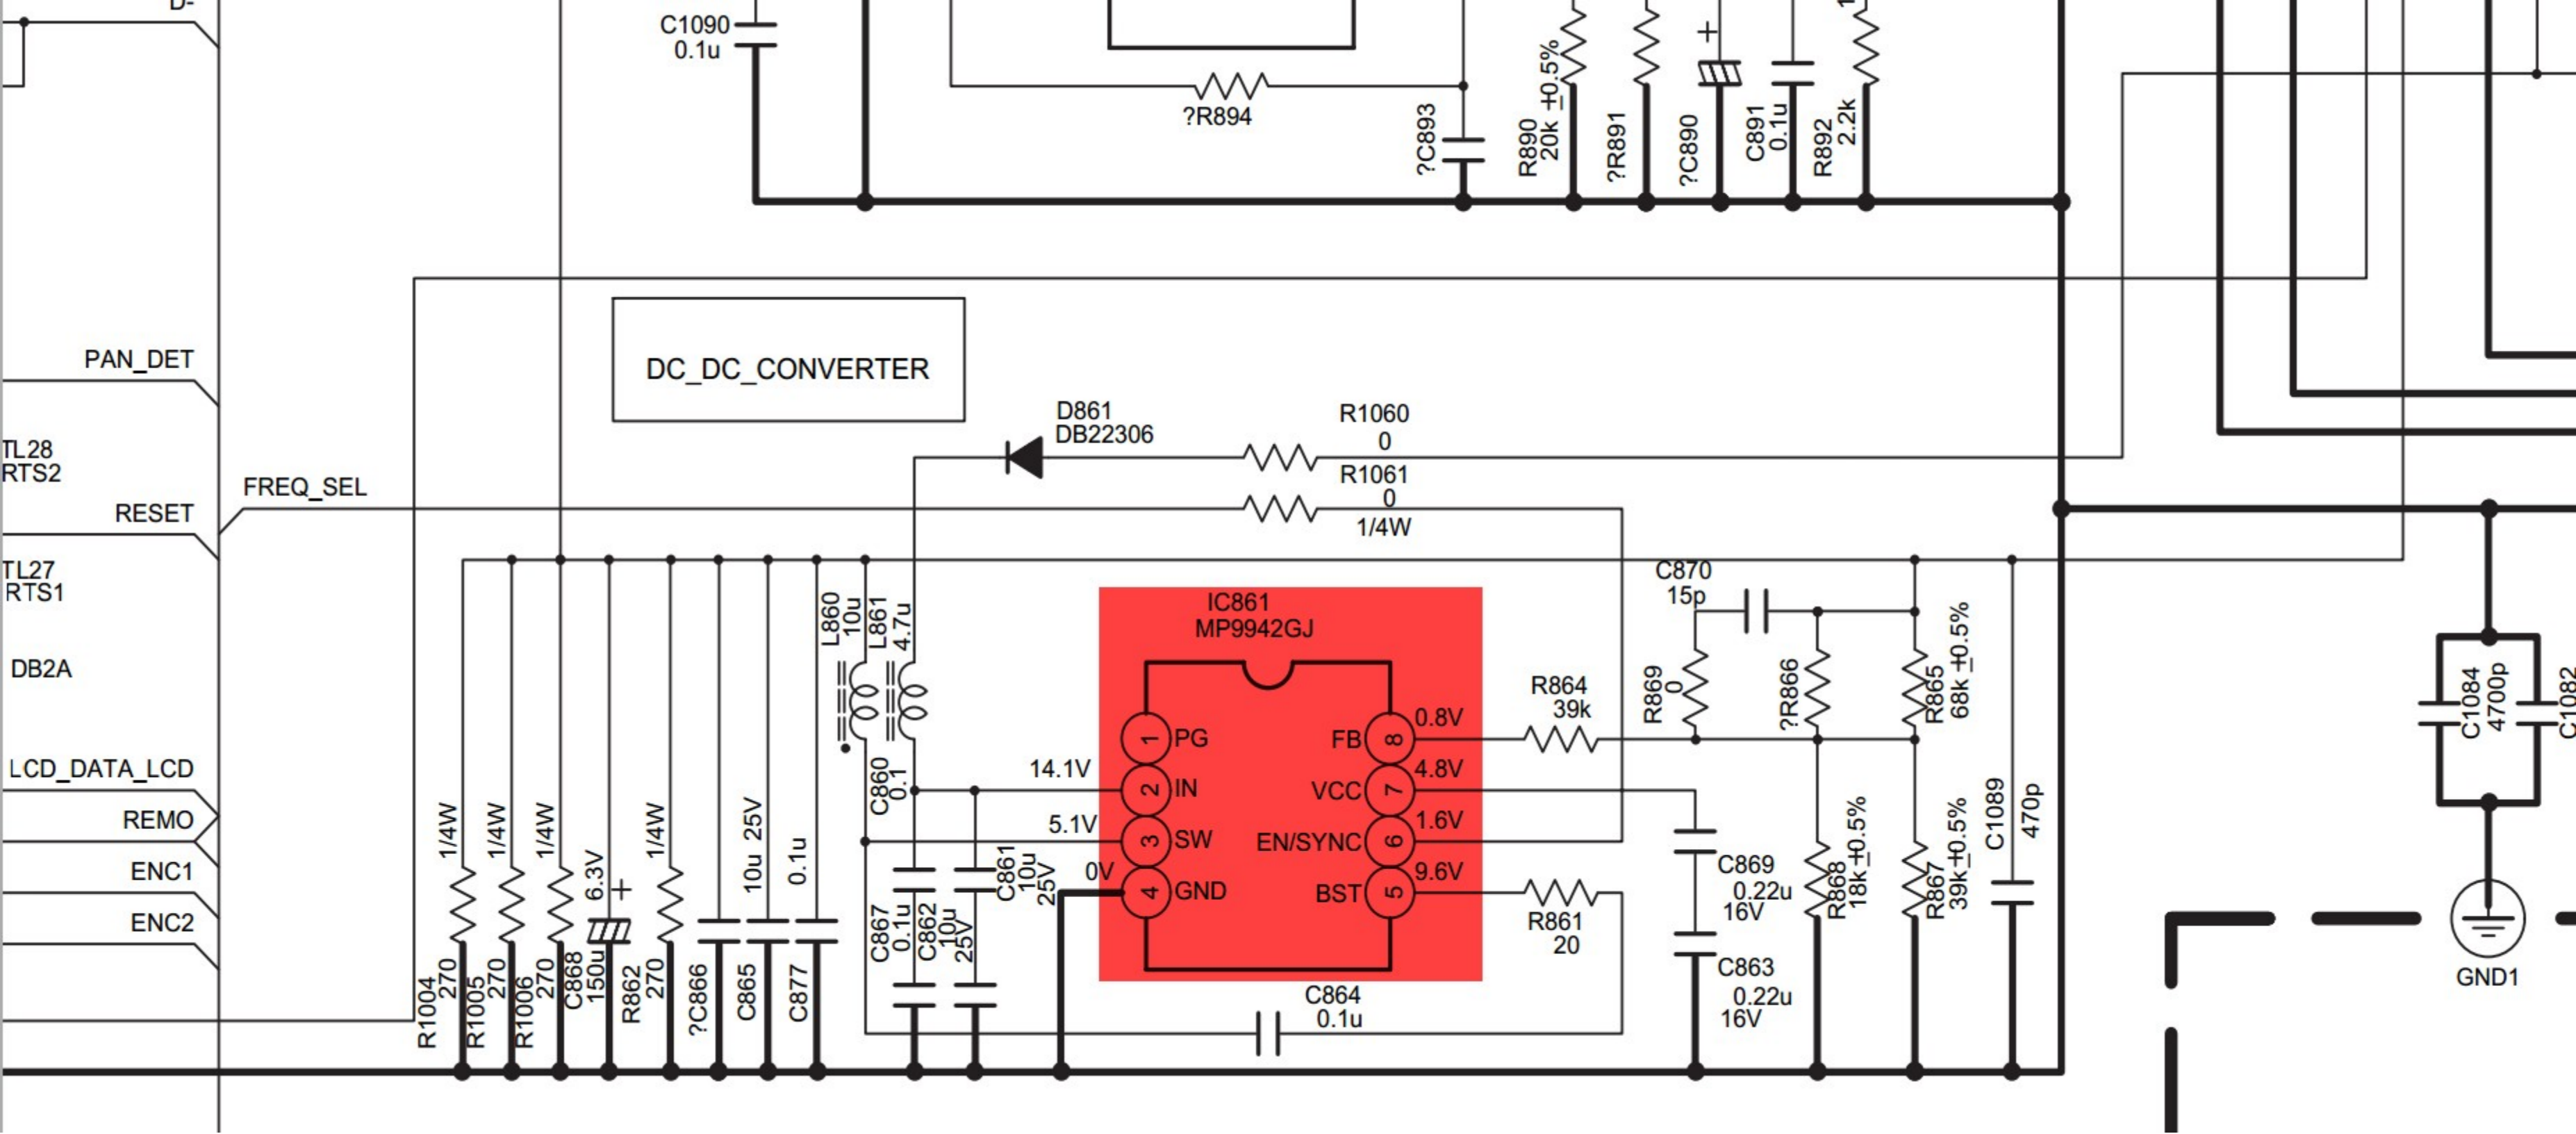 D-
C1090
0.1u
?R894
?C893
R890
20k ±0.5%
?R891
+
?C890
C891
0.1u
R892
2.2k
DC_DC_CONVERTER
PAN_DET
TL28
RTS2
FREQ_SEL
RESET
TL27
RTS1
DB2A
LCD_DATA_LCD
REMO
ENC1
ENC2
D861
DB22306
R1060
0
R1061
0
1/4W
L860
10u
L861
4.7u
C870
15p
IC861
MP9942GJ
1 PG
2 IN
3 SW
4 GND
FB 8
VCC 7
EN/SYNC 6
BST 5
14.1V
5.1V
0V
0.8V
4.8V
1.6V
9.6V
R864
39k
R869
0
?R866
R865
68k ±0.5%
R861
20
C869
0.22u
16V
C863
0.22u
16V
R868
18k±0.5%
R867
39k±0.5%
C1089
470p
C864
0.1u
C860
0.1
C861
10u
25V
C867
0.1u
C862
10u
25V
1/4W
R1004
270
1/4W
R1005
270
1/4W
R1006
270
6.3V
+
C868
150u
1/4W
R862
270
?C866
10u 25V
C865
0.1u
C877
C1084
4700p
C1082
GND1